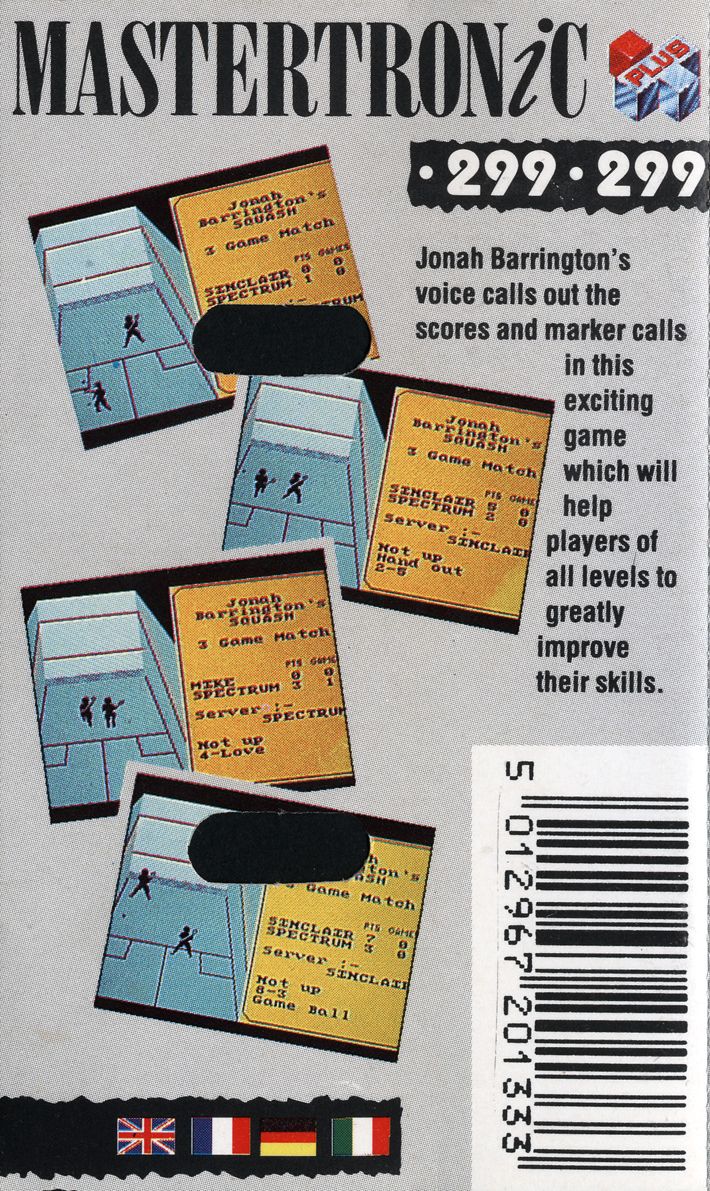 MASTERTRONiC
PLUS
·299·299
Jonah Barrington's
voice calls out the
scores and marker calls
in this
exciting
game
which will
help
players of
all levels to
greatly
improve
their skills.
Jonah
Barrington's
SQUASH
3 Game Match
PTS GAMES
SINCLAIR 0 0
SPECTRUM 1 0
Jonah
Barrington's
SQUASH
3 Game Match
PTS GAME
SINCLAIR 5 0
SPECTRUM 2 0
Server :-
SINCLAIR
Not up
Hand out
2-5
Jonah
Barrington's
SQUASH
3 Game Match
PTS GAMES
MIKE 0 0
SPECTRUM 3 1
Server :-
SPECTRUM
Not up
4-Love
3 Game Match
PTS GAME
SINCLAIR 7 0
SPECTRUM 3 0
Server :-
SINCLAIR
Not up
8-3
Game Ball
5 012967 201333